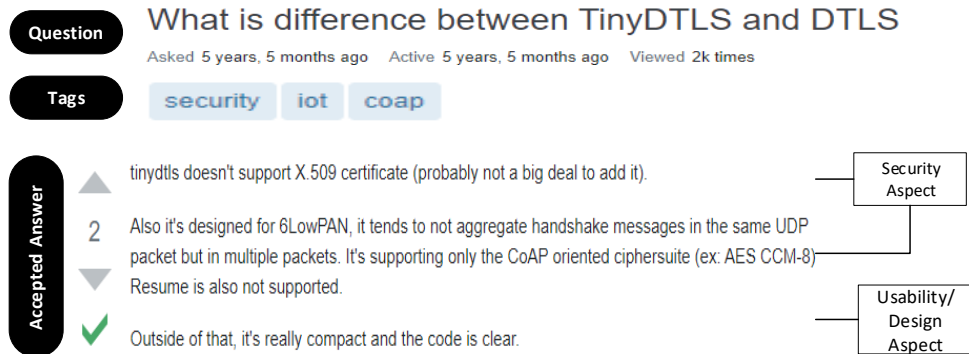 Question
What is difference between TinyDTLS and DTLS
Asked 5 years, 5 months ago Active 5 years, 5 months ago Viewed 2k times
Tags
security iot coap
Accepted Answer
tinydtls doesn't support X.509 certificate (probably not a big deal to add it).
2
Also it's designed for 6LowPAN, it tends to not aggregate handshake messages in the same UDP
packet but in multiple packets. It's supporting only the CoAP oriented ciphersuite (ex: AES CCM-8)
Resume is also not supported.
Outside of that, it's really compact and the code is clear.
Security
Aspect
Usability/
Design
Aspect